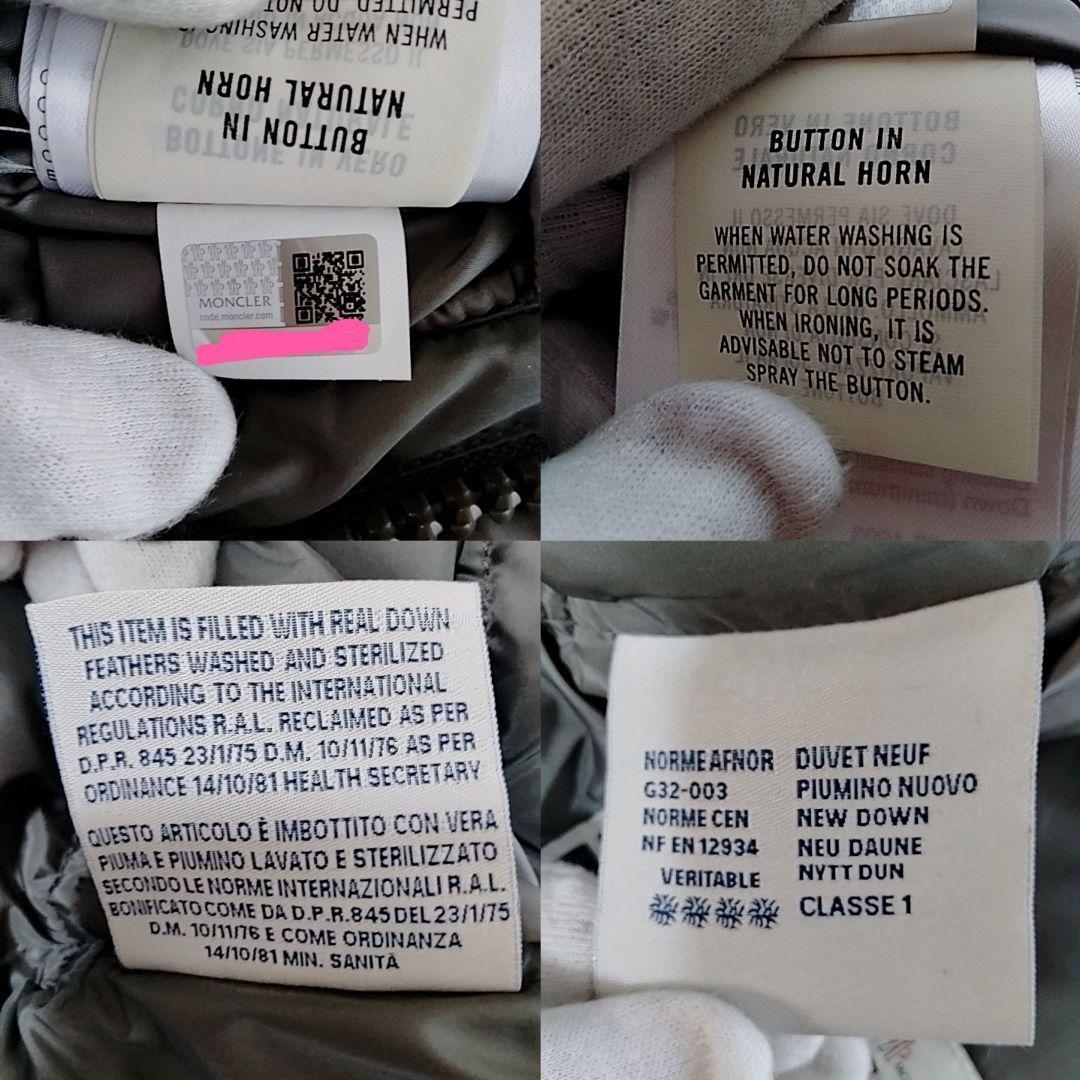 PERMITTED, DO NOT
WHEN WATER WASHING IS
NATURAL HORN
BUTTON IN
MONCLER
code.moncler.com
BUTTON IN
NATURAL HORN
WHEN WATER WASHING IS
PERMITTED, DO NOT SOAK THE
GARMENT FOR LONG PERIODS.
WHEN IRONING, IT IS
ADVISABLE NOT TO STEAM
SPRAY THE BUTTON.
THIS ITEM IS FILLED WITH REAL DOWN
FEATHERS WASHED AND STERILIZED
ACCORDING TO THE INTERNATIONAL
REGULATIONS R.A.L. RECLAIMED AS PER
D.P.R. 845 23/1/75 D.M. 10/11/76 AS PER
ORDINANCE 14/10/81 HEALTH SECRETARY
QUESTO ARTICOLO È IMBOTTITO CON VERA
PIUMA E PIUMINO LAVATO E STERILIZZATO
SECONDO LE NORME INTERNAZIONALI R.A.L.
BONIFICATO COME DA D.P.R. 845 DEL 23/1/75
D.M. 10/11/76 E COME ORDINANZA
14/10/81 MIN. SANITÀ
NORME AFNOR DUVET NEUF
G32-003 PIUMINO NUOVO
NORME CEN NEW DOWN
NF EN 12934 NEU DAUNE
VERITABLE NYTT DUN
CLASSE 1